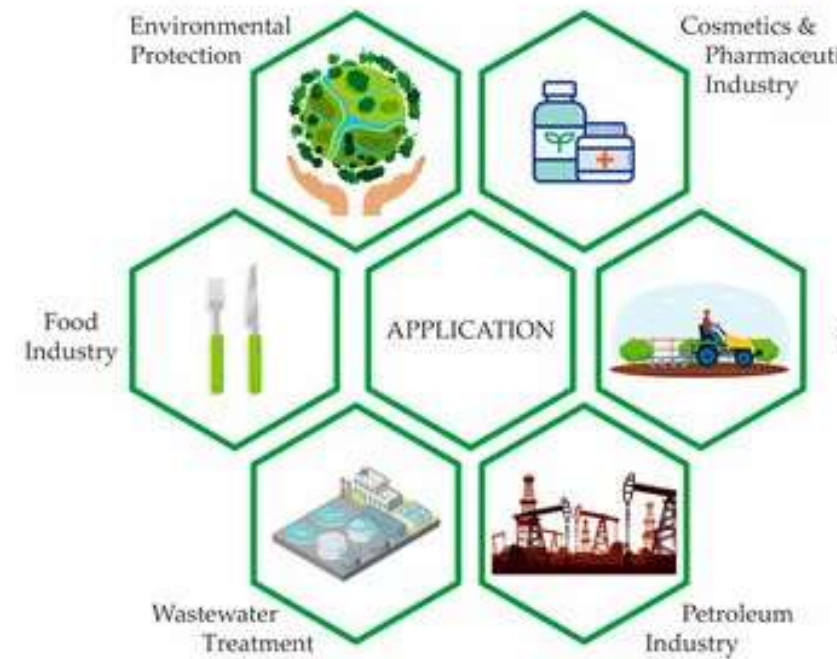 Environmental
Protection
Cosmetics &
Pharmaceuti
Industry
Food
Industry
APPLICATION
Wastewater
Treatment
Petroleum
Industry